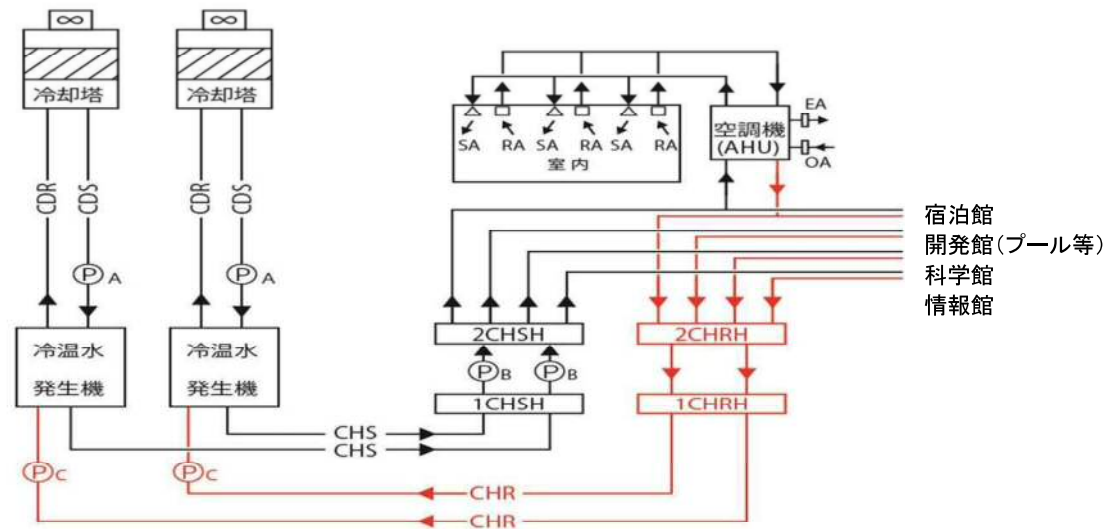 ∞ ∞
冷却塔 冷却塔
CDR CDS CDR CDS
P A P A
冷温水
発生機
冷温水
発生機
SA RA SA RA SA RA
室内
空調機
(AHU)
EA
OA
宿泊館
開発館(プール等)
科学館
情報館
2CHSH 2CHRH
P B P B
1CHSH 1CHRH
CHS
CHS
P C P C
CHR
CHR